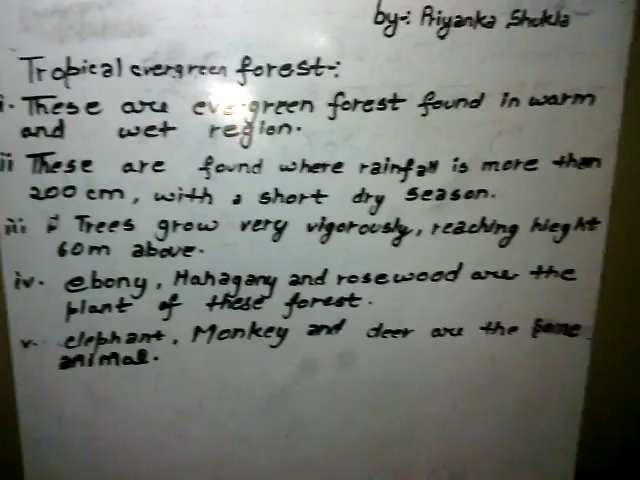 by-: Priyanka Shukla
Tropical evergreen forest-:
i. These are evergreen forest found in warm
and wet region.
ii These are found where rainfall is more than
200 cm, with a short dry season.
iii Trees grow very vigorously, reaching hieght
60m above.
iv. ebony, Mahagany and rosewood are the
plant of these forest.
v. elephant, Monkey and deer are the some
animal.